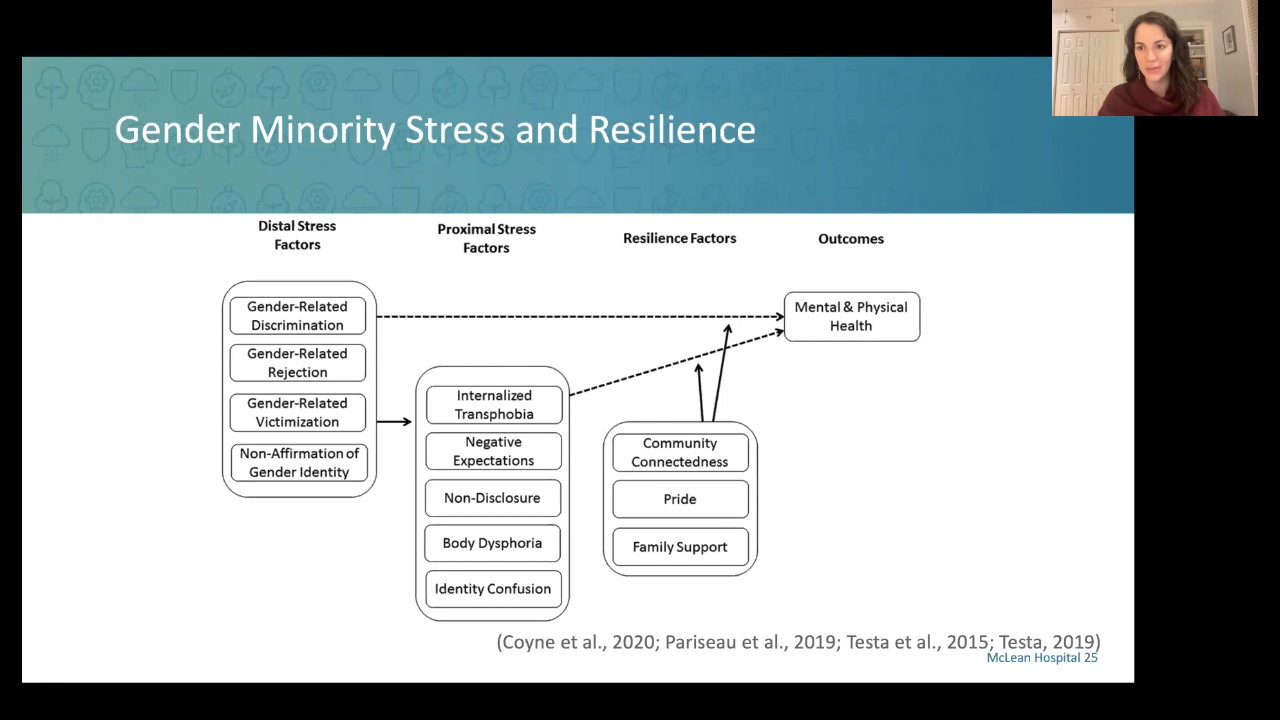 Gender Minority Stress and Resilience
Distal Stress
Factors
Proximal Stress
Factors
Resilience Factors
Outcomes
Gender-Related
Discrimination
Gender-Related
Rejection
Gender-Related
Victimization
Non-Affirmation of
Gender Identity
Internalized
Transphobia
Negative
Expectations
Non-Disclosure
Body Dysphoria
Identity Confusion
Community
Connectedness
Pride
Family Support
Mental & Physical
Health
(Coyne et al., 2020; Pariseau et al., 2019; Testa et al., 2015; Testa, 2019)
McLean Hospital 25